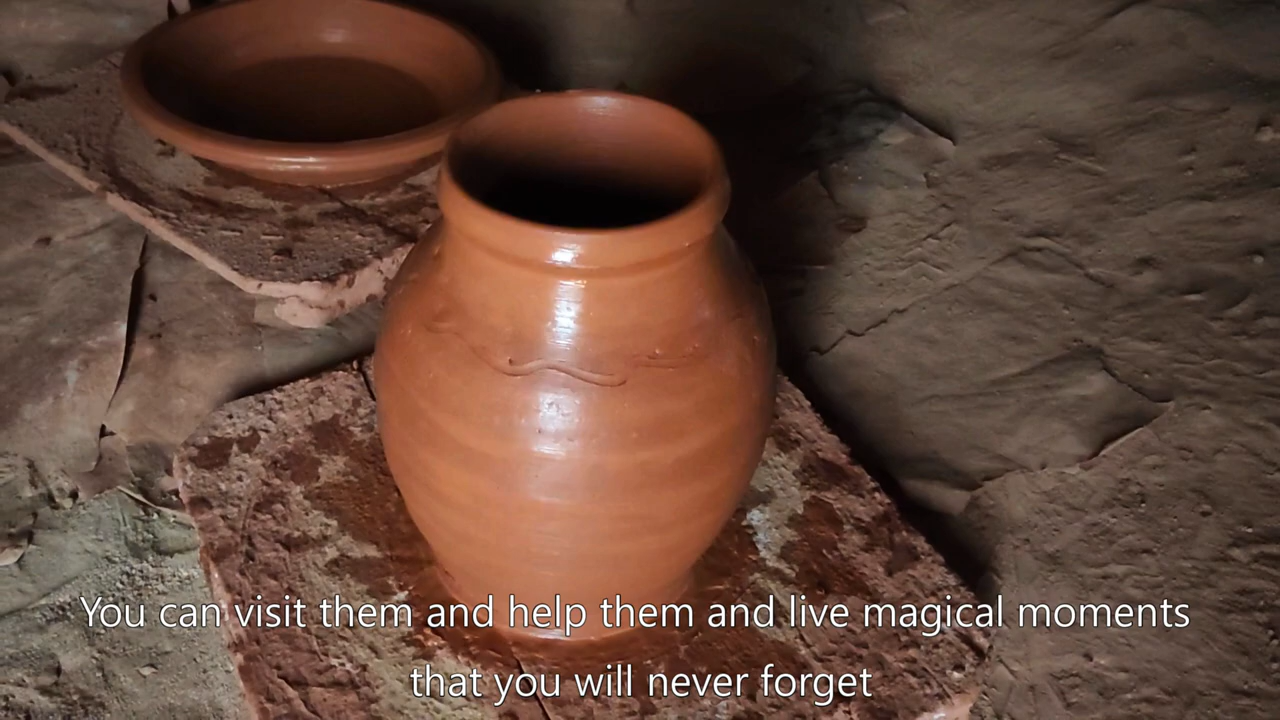 You can visit them and help them and live magical moments
that you will never forget